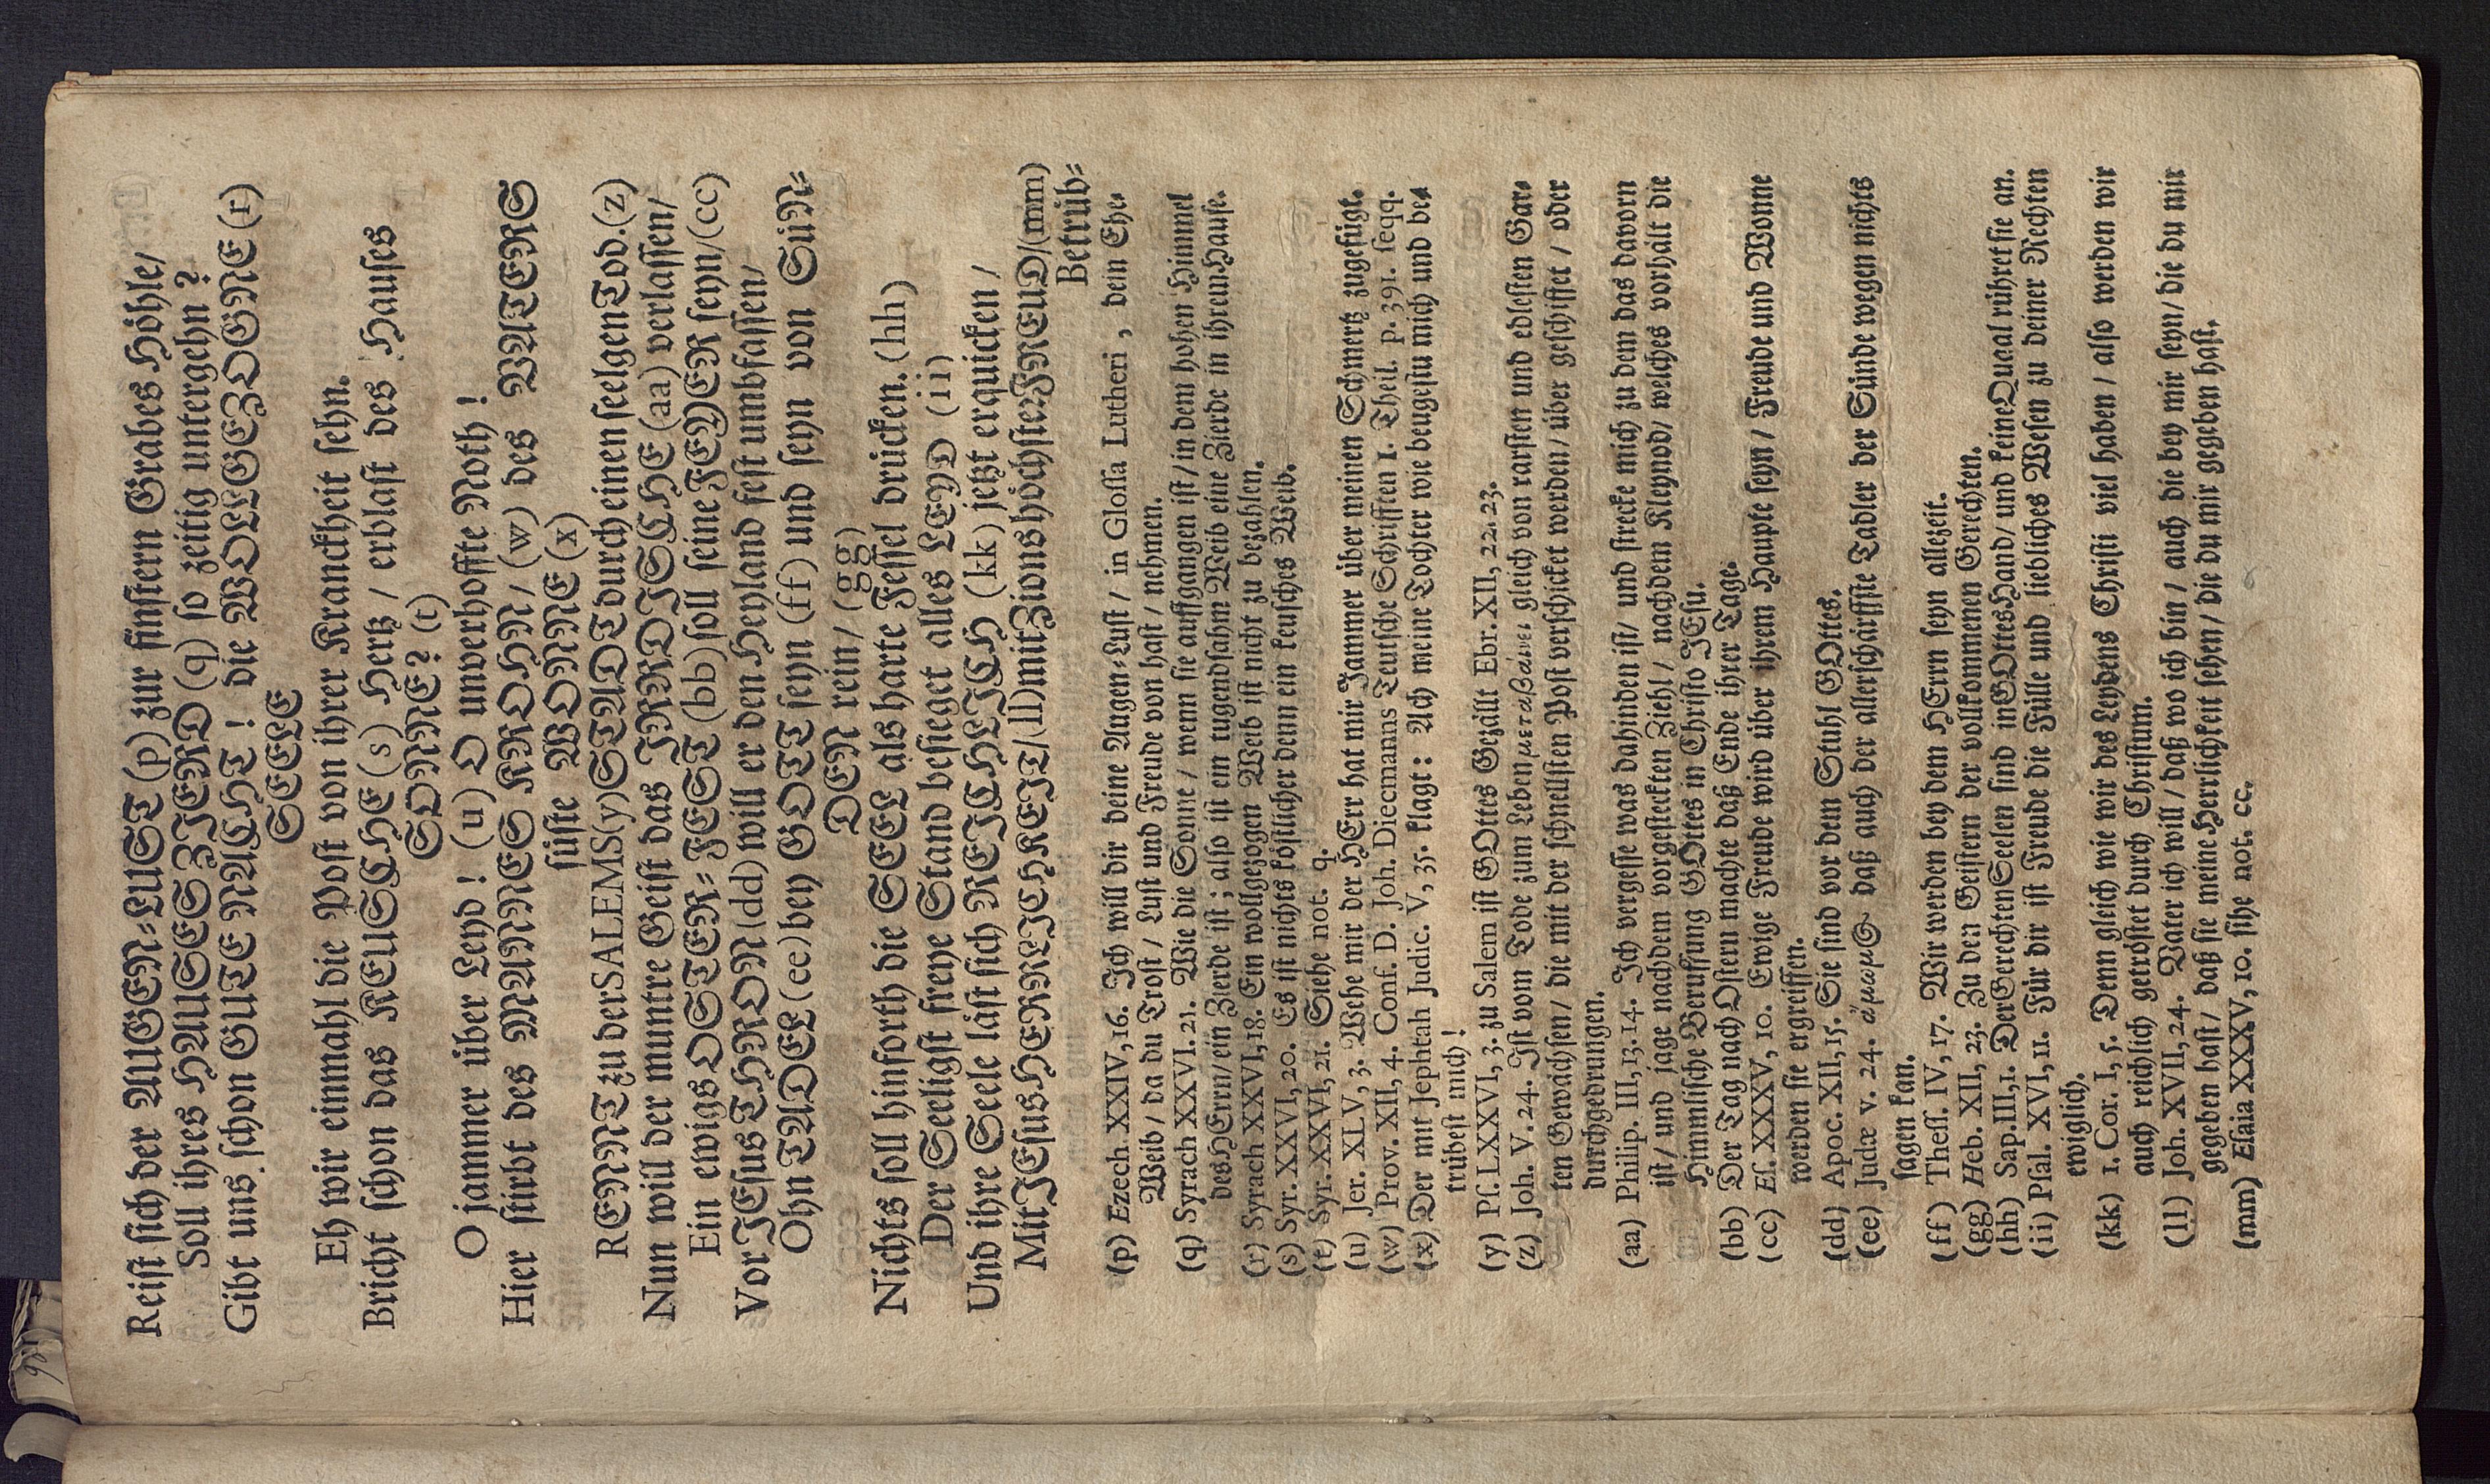 Reist sich der AUGEN-LUST (p) zur finstern Grabes Höhle/
Soll ihres HAUSES ZIERD (q) so zeitig untergehn?
Gibt uns schon GUTE NACHT! die WOLLGEZOGNE (r)
SEELE
Eh wir einmahl die Post von ihrer Kranckheit sehn.
Bricht schon das KEUSCHE (s) Hertz / erblast des Hauses
SONNE? (t)
O jammer über Leyd! (u) O unverhoffte Noth!
Hier stirbt des MANNES KROHN/ (w) des VATERS
süste WONNE (x)
RENNT zu der SALEMS (y) STADT durch einen seelgen Tod. (z)
Nun will der muntre Geist das IRRDISCHE (aa) verlassen/
Ein ewigs OSTER-FEST (bb) soll seine FEYER seyn/ (cc)
Vor JEsus THRON (dd) will er den Heyland fest umbfassen/
Ohn TADEL (ee) bey GOTT seyn (ff) und seyn von SüN-
DEN rein/ (gg)
Nichts soll hinforth die SEEL als harte Fessel drücken. (hh)
Der Seeligst freye Stand besieget alles LEYD (ii)
Und ihre Seele läst sich REICHLICH (kk) jetzt erquicken /
Mit JEsus HERRLICHKEIT/ (ll) mit Zions höchster FREUD/ (mm)
Betrüb-
(p) Ezech. XXIV, 16. Ich will dir deine Augen-Lust / in Glossa Lutheri, dein Ehe-
Weib / da du Trost / Lust und Freude von hast / nehmen.
(q) Syrach XXVI. 21. Wie die Sonne / wenn sie auffgangen ist / in dem hohen Himmel
des HErrn/ ein Zierde ist; also ist ein tugendsahm Weib eine Zierde in ihrem Hause.
(r) Syrach XXVI, 18. Ein wollgezogen Weib ist nicht zu bezahlen.
(s) Syr. XXVI, 20. Es ist nichts köstlicher denn ein keusches Weib.
(t) Syr. XXVI, 21. Siehe not. q.
(u) Jer. XLV, 3. Wehe mir der HErr hat mir Jammer über meinen Schmertz zugefügt.
(w) Prov. XII, 4. Conf. D. Joh. Diecmanns Teutsche Schrifften 1. Theil. p. 391. seqq.
(x) Der mit Jephtah Judic. V, 35. klagt: Ach meine Tochter wie beugestu mich und be-
trübest mich!
(y) Ps. LXXVI, 3. zu Salem ist GOttes Gezällt Ebr. XII, 22. 23.
(z) Joh. V. 24. Ist vom Tode zum Leben μεταβαίνει gleich von rarsten und edlesten Gar-
ten Gewächsen/ die mit der schnellsten Post verschicket werden/ über geschiffet / oder
durchgedrungen.
(aa) Philip. III, 13. 14. Ich vergesse was dahinden ist/ und strecke mich zu dem das davorn
ist/ und jage nach dem vorgesteckten Ziehl / nach dem Kleynod/ welches vorhält die
Himmlische Beruffung GOttes in Christo JEsu.
(bb) Der Tag nach Ostern machte daß Ende ihrer Tage.
(cc) Es. XXXV, 10. Ewige Freude wird über ihrem Haupte seyn / Freude und Wonne
werden sie ergreiffen.
(dd) Apoc. XII, 15. Sie sind vor dem Stuhl GOttes.
(ee) Judæ v. 24. ἄμωμος daß auch der allerschärffste Tadler der Sünde wegen nichts
sagen kan.
(ff) Thess. IV, 17. Wir werden bey dem HErrn seyn allezeit.
(gg) Heb. XII, 23. Zu den Geistern der vollkommenen Gerechten.
(hh) Sap. III, 1. Der Gerechten Seelen sind in GOttes Hand/ und keine Quaal rühret sie an.
(ii) Psal. XVI, 11. Für dir ist Freude die Fülle und liebliches Wesen zu deiner Rechten
ewiglich.
(kk) 1. Cor. I, 5. Denn gleich wie wir des Leydens Christi viel haben / also werden wir
auch reichlich getröstet durch Christum.
(ll) Joh. XVII, 24. Vater ich will / daß wo ich bin / auch die bey mir seyn / die du mir
gegeben hast / daß sie meine Herrlichkeit sehen/ die du mir gegeben hast.
(mm) Esaia XXXV, 10. sihe not. cc.